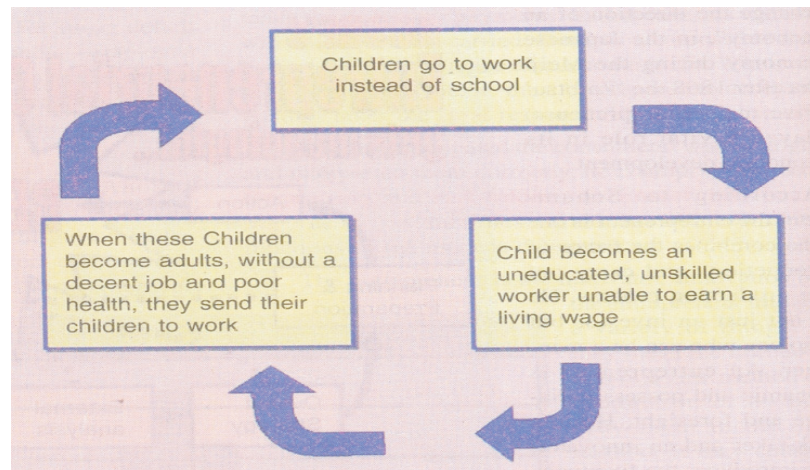 Children go to work
instead of school
Child becomes an
uneducated, unskilled
worker unable to earn a
living wage
When these Children
become adults, without a
decent job and poor
health, they send their
children to work